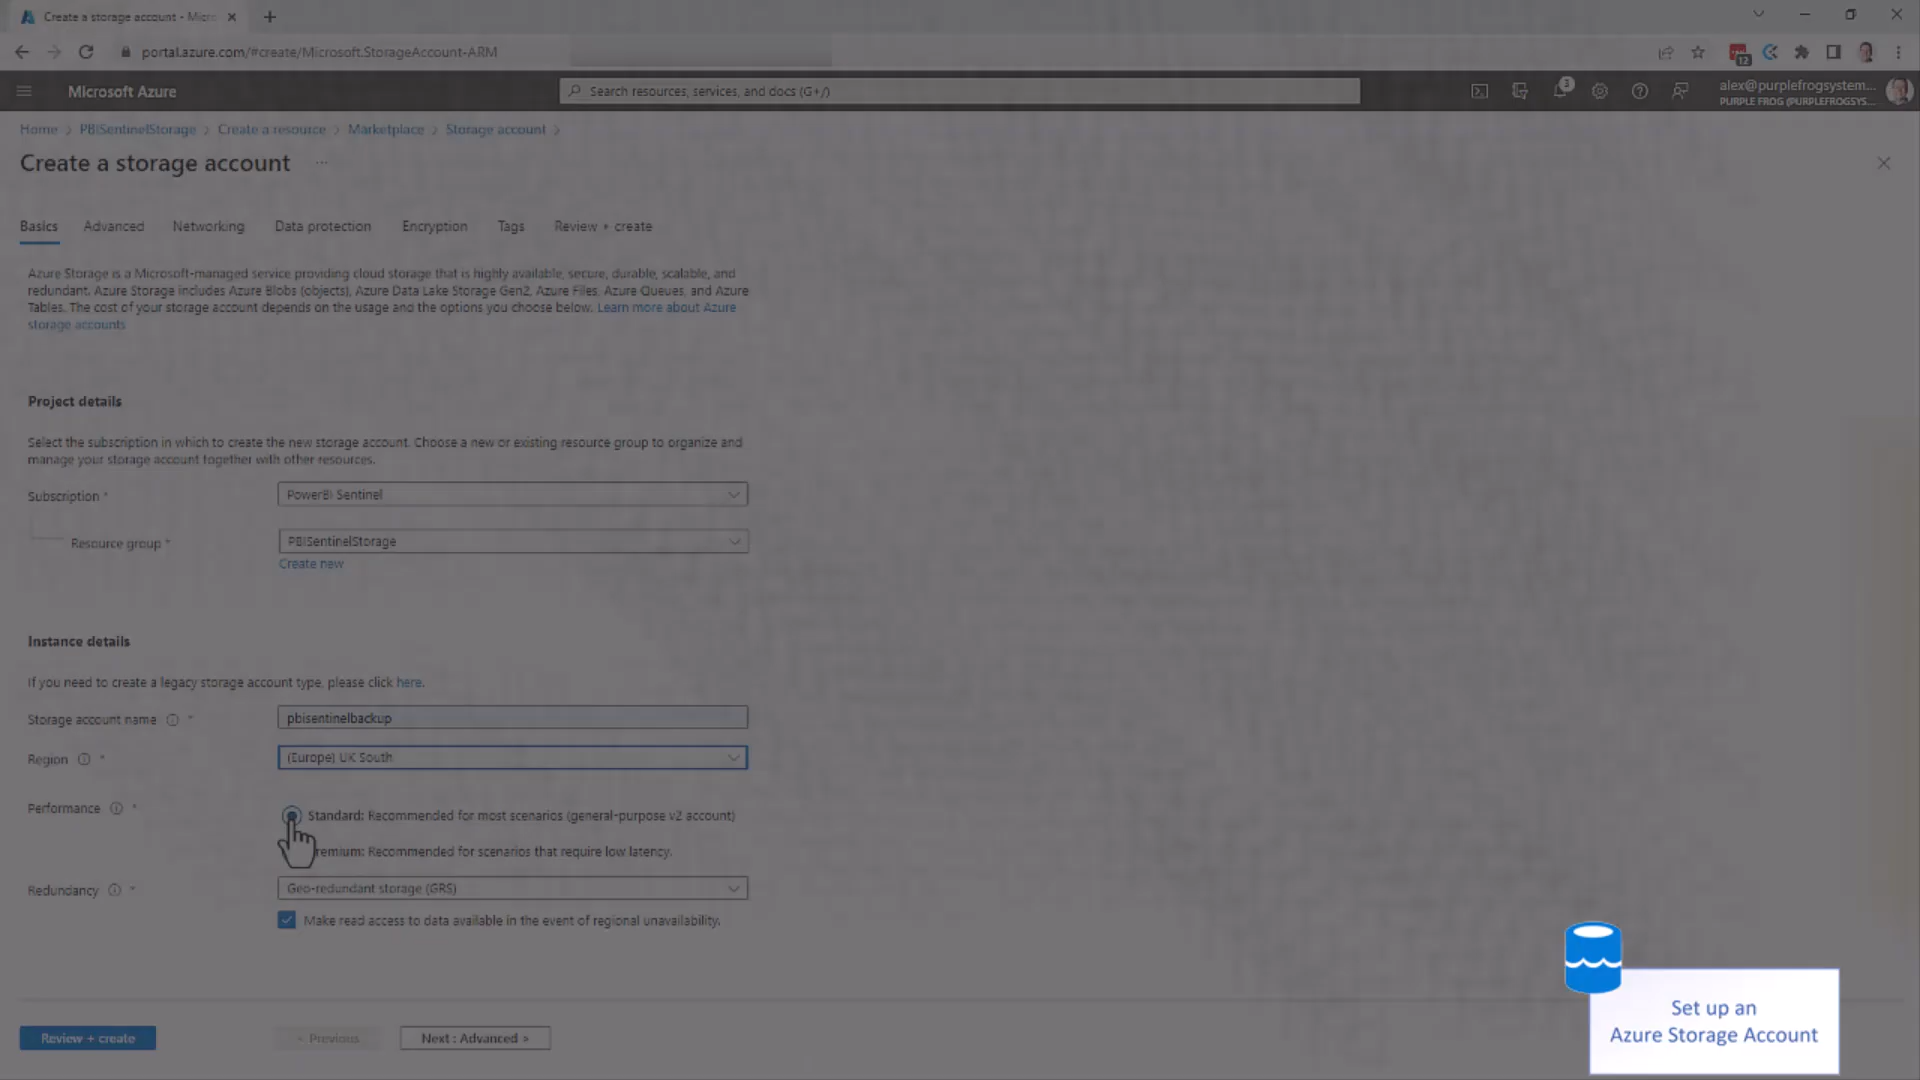 Create a storage account - Micro
portal.azure.com/#create/Microsoft.StorageAccount-ARM
12
Microsoft Azure
Search resources, services, and docs (G+/)
3
alex@purplefrogsystem...
PURPLE FROG (PURPLEFROGSYS...
Home > PBISentinelStorage > Create a resource > Marketplace > Storage account >
Create a storage account ...
Basics Advanced Networking Data protection Encryption Tags Review + create
Azure Storage is a Microsoft-managed service providing cloud storage that is highly available, secure, durable, scalable, and
redundant. Azure Storage includes Azure Blobs (objects), Azure Data Lake Storage Gen2, Azure Files, Azure Queues, and Azure
Tables. The cost of your storage account depends on the usage and the options you choose below. Learn more about Azure
storage accounts
Project details
Select the subscription in which to create the new storage account. Choose a new or existing resource group to organize and
manage your storage account together with other resources.
Subscription * PowerBI Sentinel
Resource group * PBISentinelStorage
Create new
Instance details
If you need to create a legacy storage account type, please click here.
Storage account name * pbisentinelbackup
Region * (Europe) UK South
Performance * Standard: Recommended for most scenarios (general-purpose v2 account)
remium: Recommended for scenarios that require low latency.
Redundancy * Geo-redundant storage (GRS)
Make read access to data available in the event of regional unavailability.
Review + create < Previous Next : Advanced >
Set up an
Azure Storage Account